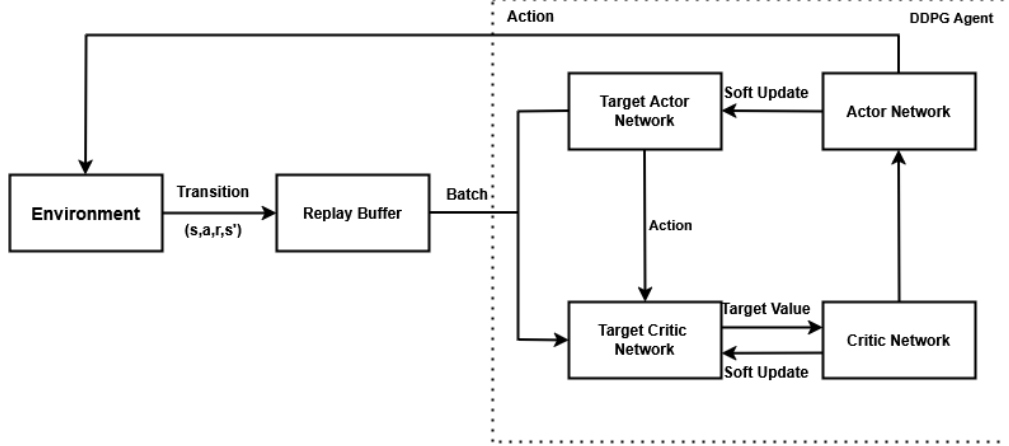 Action
DDPG Agent
Target Actor
Network
Soft Update
Actor Network
Environment
Transition
(s,a,r,s')
Replay Buffer
Batch
Action
Target Critic
Network
Target Value
Soft Update
Critic Network